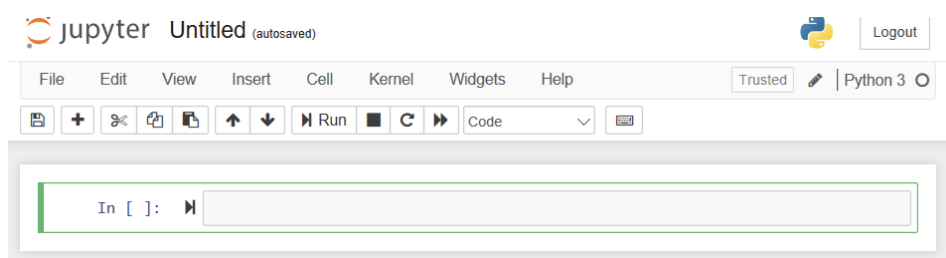 jupyter Untitled (autosaved) Logout
File Edit View Insert Cell Kernel Widgets Help Trusted Python 3
Run Code
In [ ]: